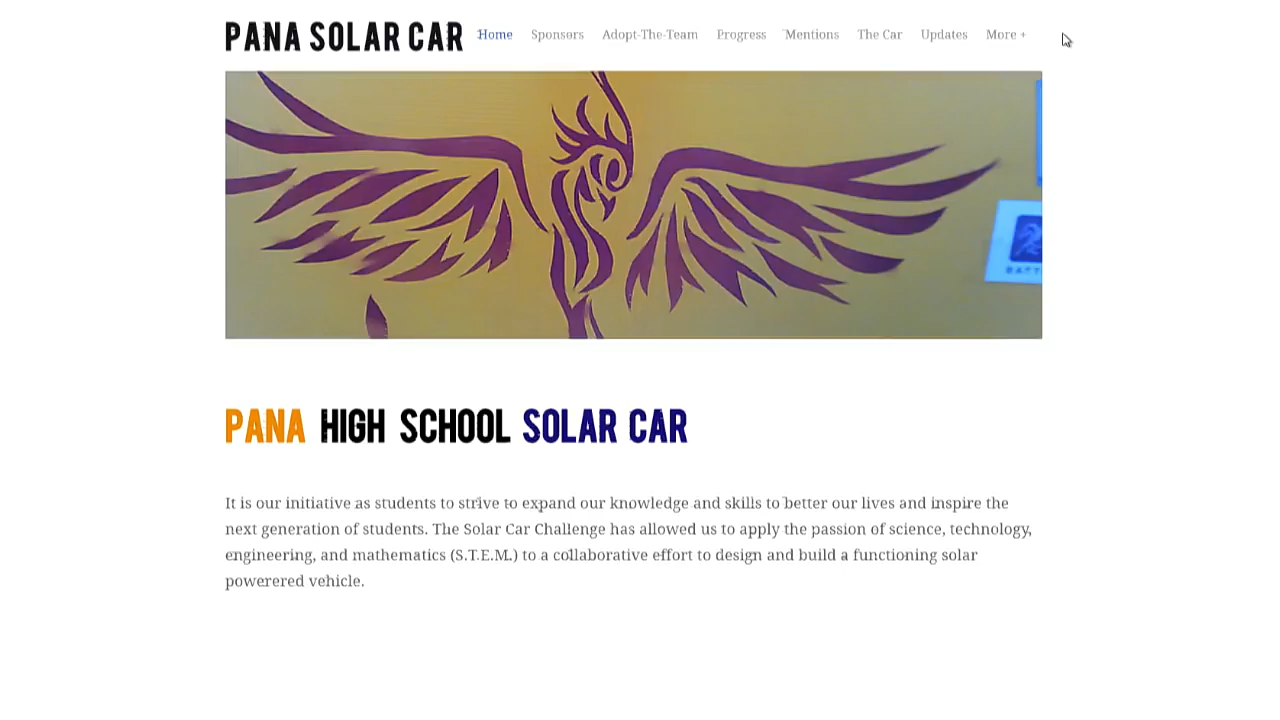 PANA SOLAR CAR
Home Sponsors Adopt-The-Team Progress Mentions The Car Updates More +
PANA HIGH SCHOOL SOLAR CAR
It is our initiative as students to strive to expand our knowledge and skills to better our lives and inspire the
next generation of students. The Solar Car Challenge has allowed us to apply the passion of science, technology,
engineering, and mathematics (S.T.E.M.) to a collaborative effort to design and build a functioning solar
powerered vehicle.